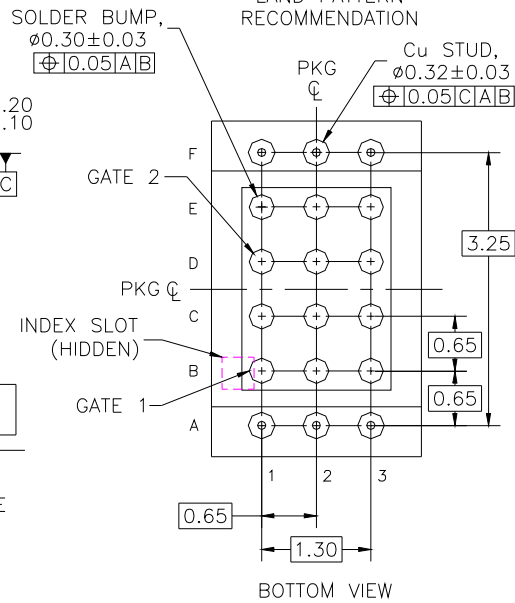 LAND PATTERN
RECOMMENDATION
SOLDER BUMP,
ø0.30±0.03
⌖ 0.05 A B
PKG
℄
Cu STUD,
ø0.32±0.03
⌖ 0.05 C A B
.20
.10
C
F
GATE 2
E
3.25
D
PKG ℄
C
INDEX SLOT
(HIDDEN)
0.65
B
GATE 1
0.65
A
1 2 3
E
0.65
1.30
BOTTOM VIEW